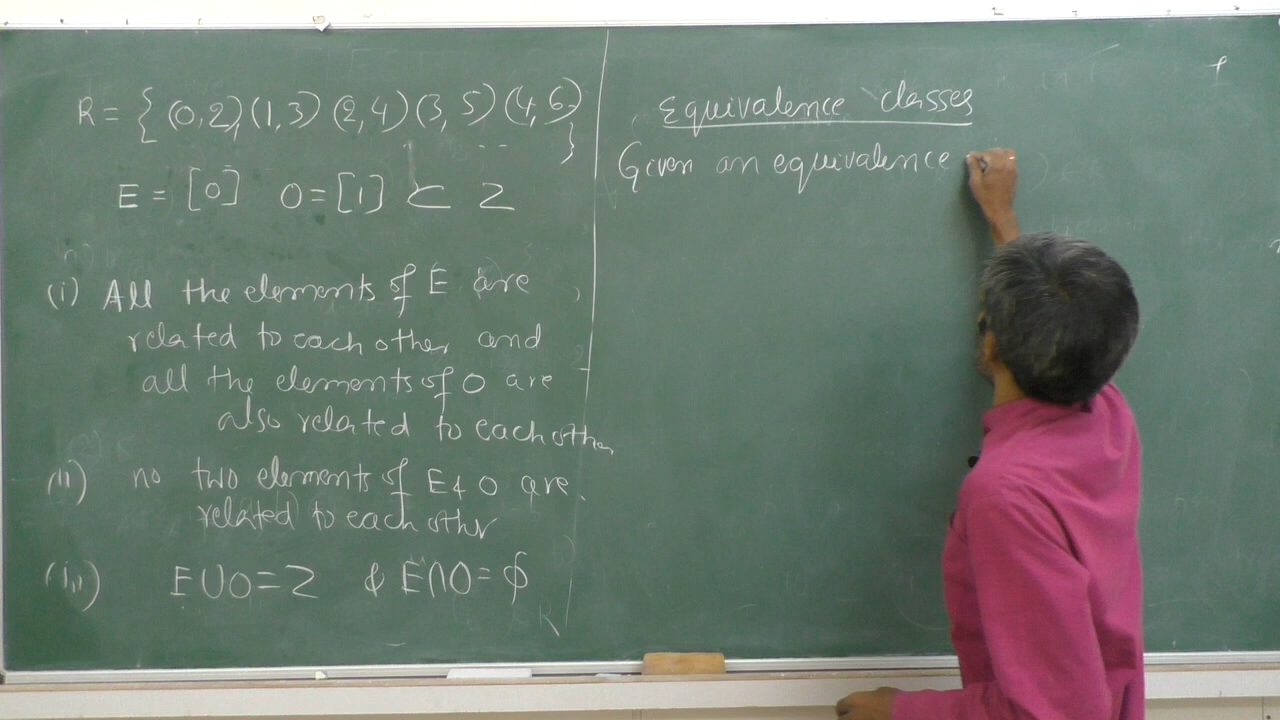 R = { (0,2), (1,3) (2,4) (3,5) (4,6)
... }
E = [0] O = [1] ⊂ Z
(i) All the elements of E are
related to each other and
all the elements of O are
also related to each other
(ii) no two elements of E & O are
related to each other
(iii) E∪O = Z & E∩O = φ
Equivalence classes
Given an equivalence